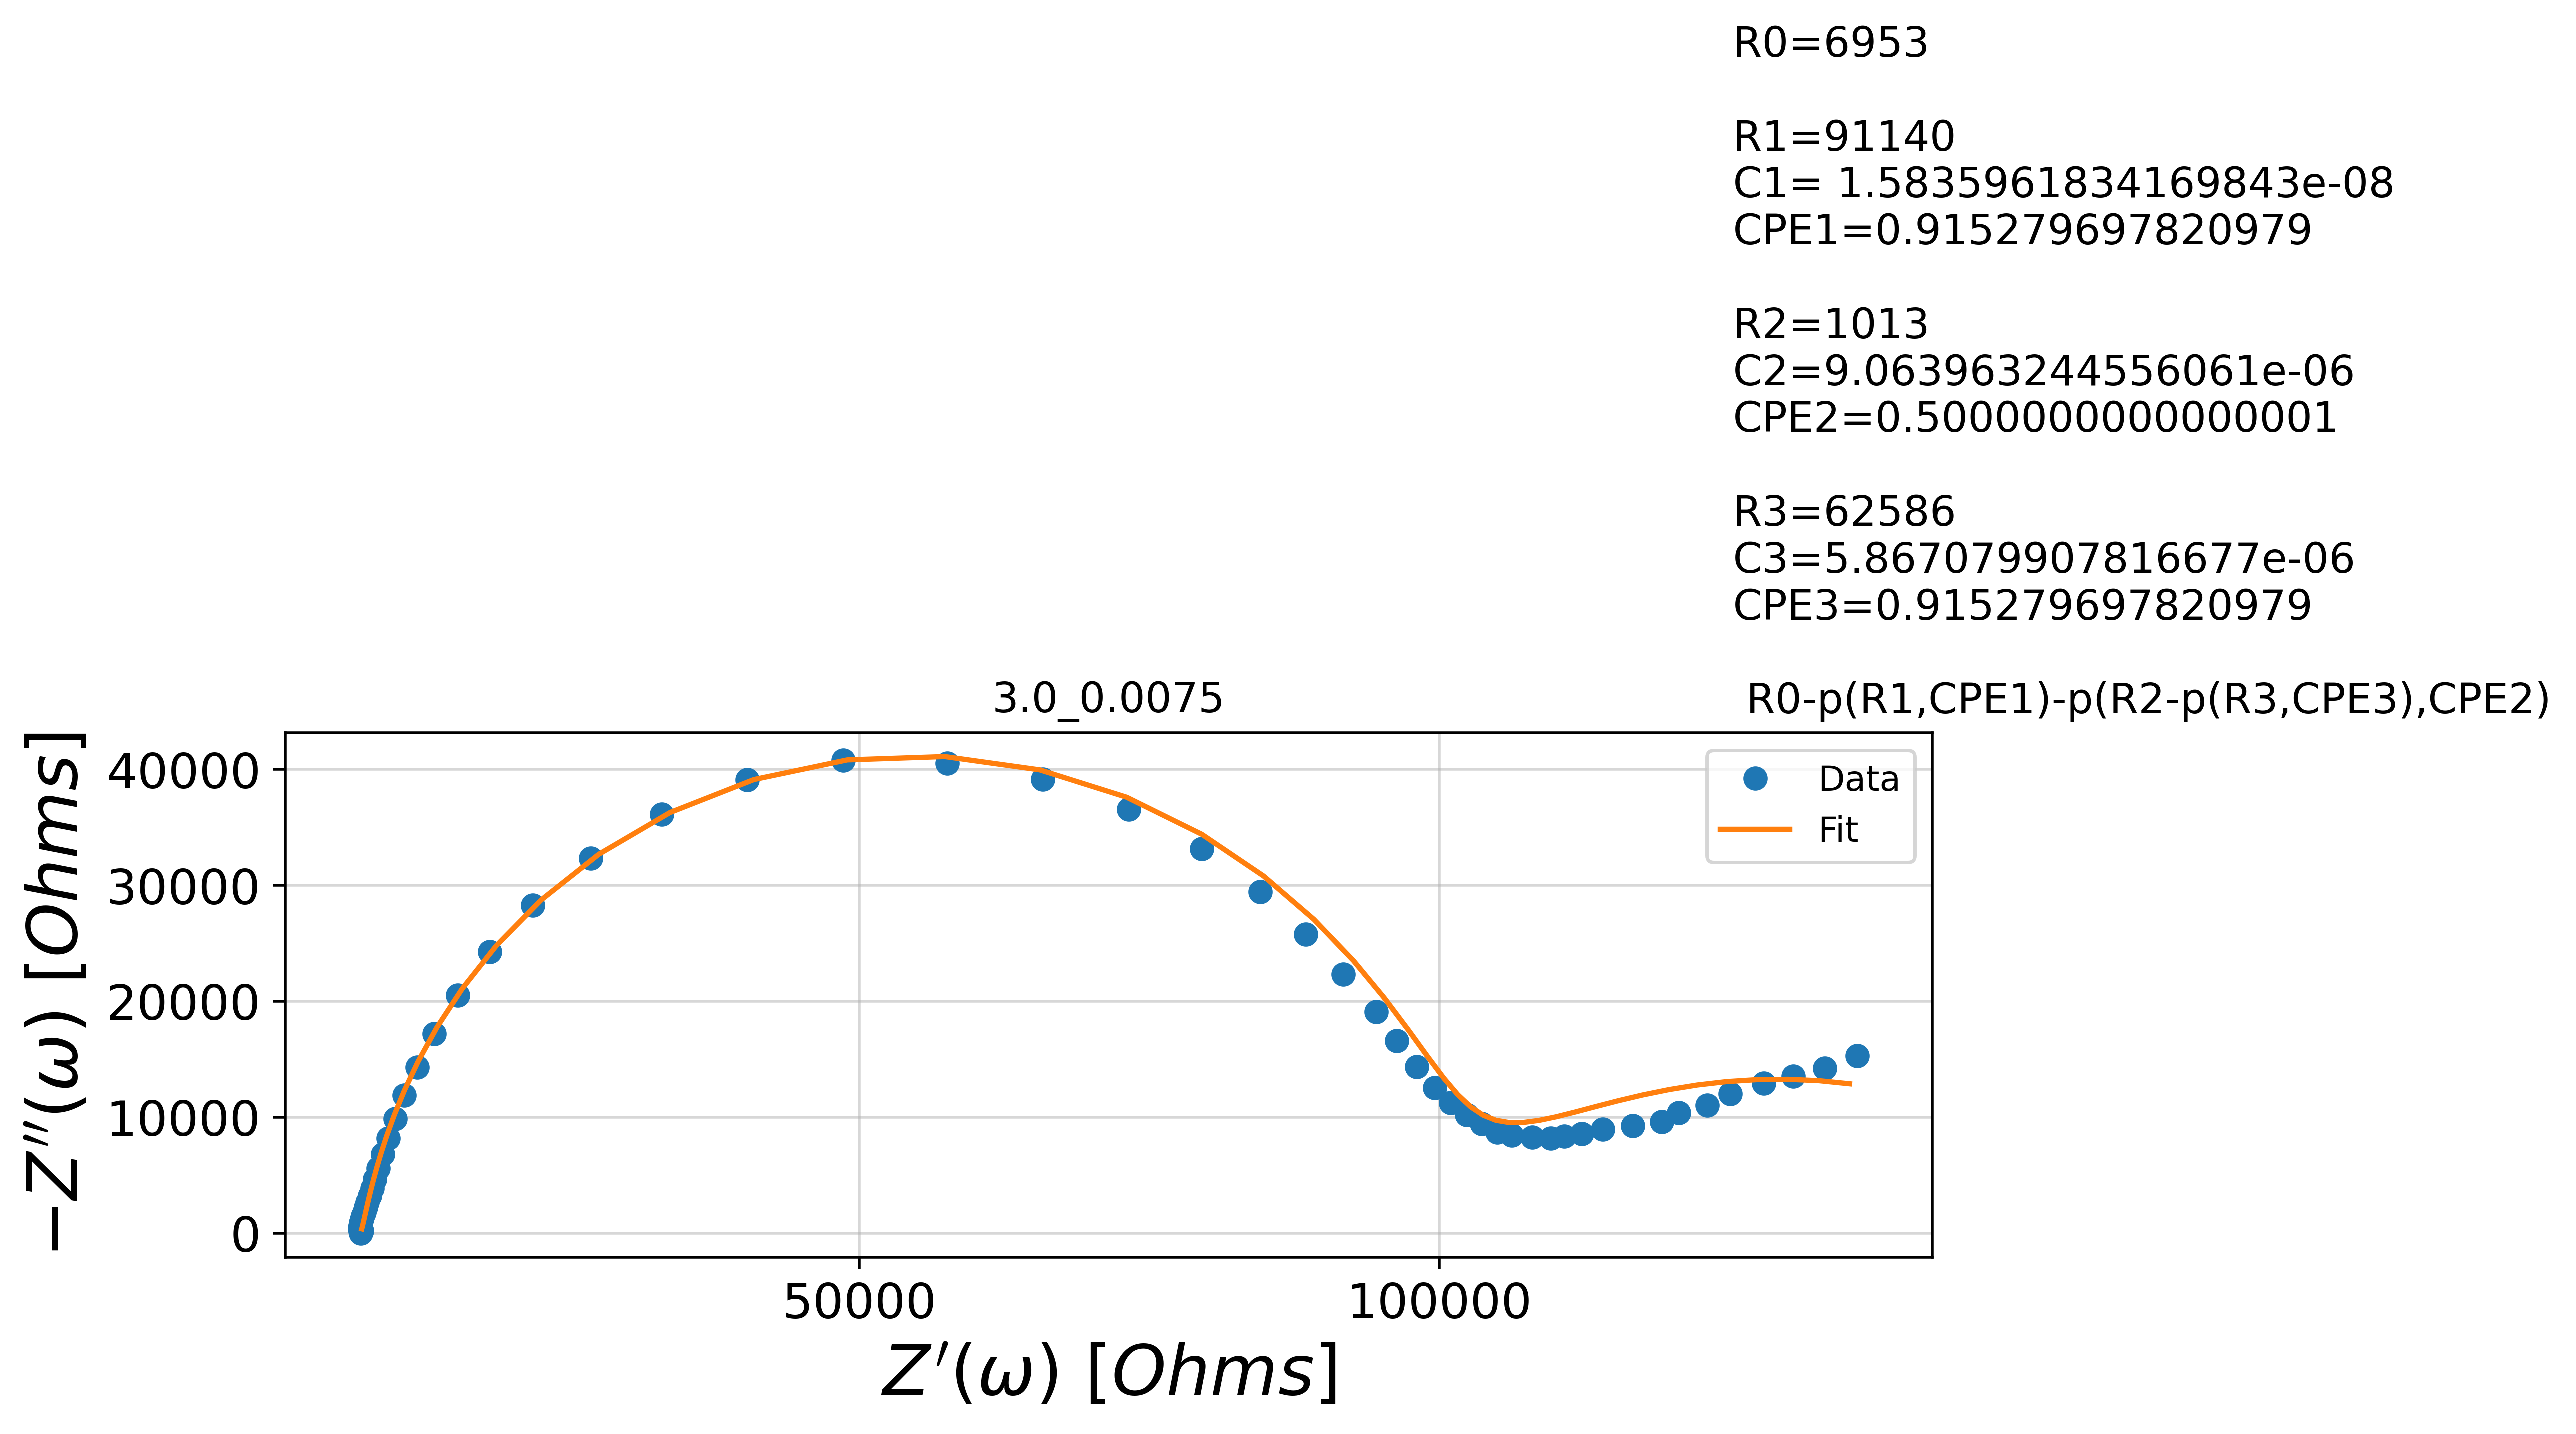 R0=6953
R1=91140
C1= 1.5835961834169843e-08
CPE1=0.915279697820979
R2=1013
C2=9.063963244556061e-06
CPE2=0.5000000000000001
R3=62586
C3=5.867079907816677e-06
CPE3=0.915279697820979
3.0_0.0075
R0-p(R1,CPE1)-p(R2-p(R3,CPE3),CPE2)
Data
Fit
40000
30000
20000
10000
0
−Z′′(ω) [Ohms]
50000
100000
Z′(ω) [Ohms]